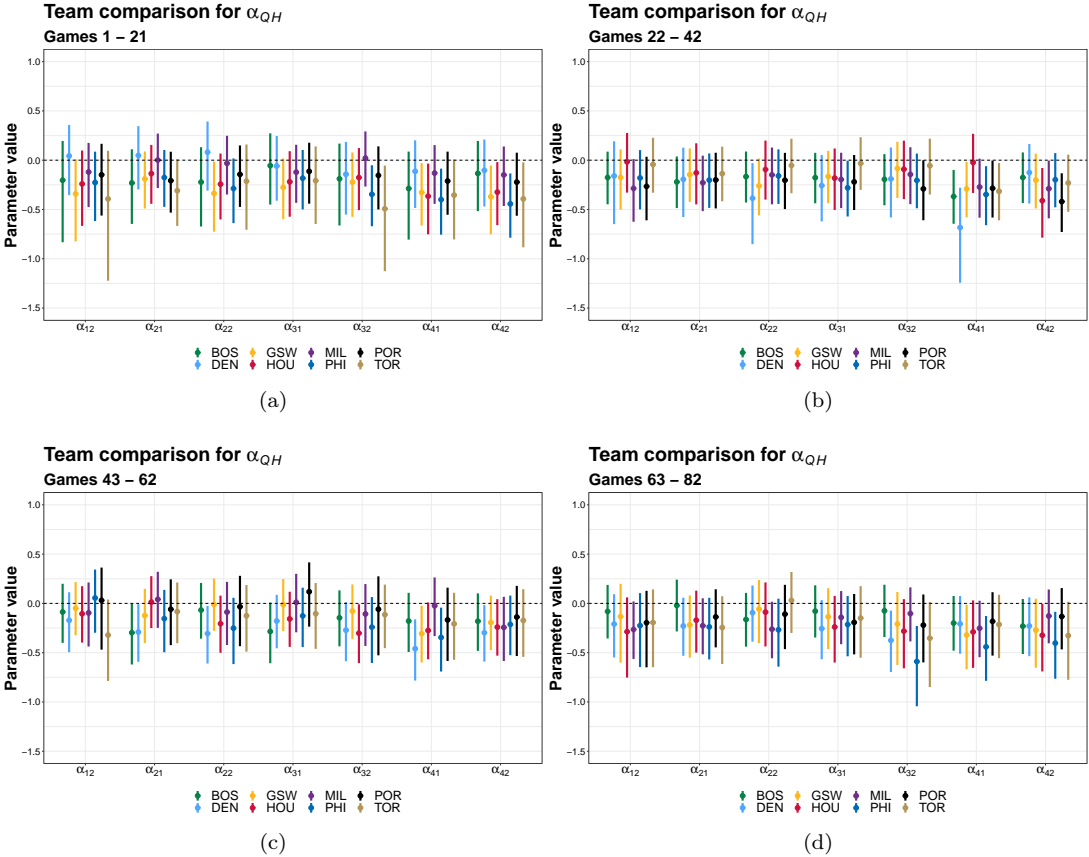 Team comparison for α_QH
Games 1 – 21
Parameter value
1.0
0.5
0.0
−0.5
−1.0
−1.5
α12 α21 α22 α31 α32 α41 α42
BOS GSW MIL POR
DEN HOU PHI TOR
(a)
Team comparison for α_QH
Games 22 – 42
Parameter value
1.0
0.5
0.0
−0.5
−1.0
−1.5
α12 α21 α22 α31 α32 α41 α42
BOS GSW MIL POR
DEN HOU PHI TOR
(b)
Team comparison for α_QH
Games 43 – 62
Parameter value
1.0
0.5
0.0
−0.5
−1.0
−1.5
α12 α21 α22 α31 α32 α41 α42
BOS GSW MIL POR
DEN HOU PHI TOR
(c)
Team comparison for α_QH
Games 63 – 82
Parameter value
1.0
0.5
0.0
−0.5
−1.0
−1.5
α12 α21 α22 α31 α32 α41 α42
BOS GSW MIL POR
DEN HOU PHI TOR
(d)